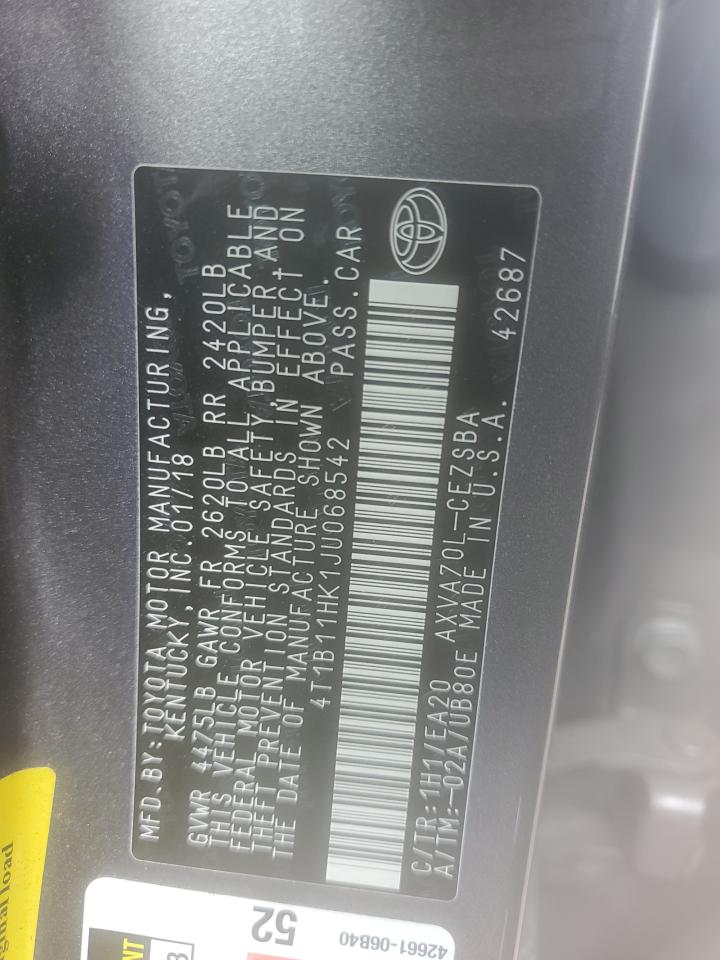 MFD.BY:TOYOTA MOTOR MANUFACTURING,
KENTUCKY,INC.01/18
GVWR 4475LB GAWR FR 2620LB RR 2420LB
THIS VEHICLE CONFORMS TO ALL APPLICABLE
FEDERAL MOTOR VEHICLE SAFETY,BUMPER,AND
THEFT PREVENTION STANDARDS IN EFFECT ON
THE DATE OF MANUFACTURE SHOWN ABOVE.
4T1B11HK1JU068542 PASS.CAR
C/TR:1H1/EA20 AXVA70L-CEZSBA
A/TM:-02A/UB80E MADE IN U.S.A. 42687
52
42661-06B40